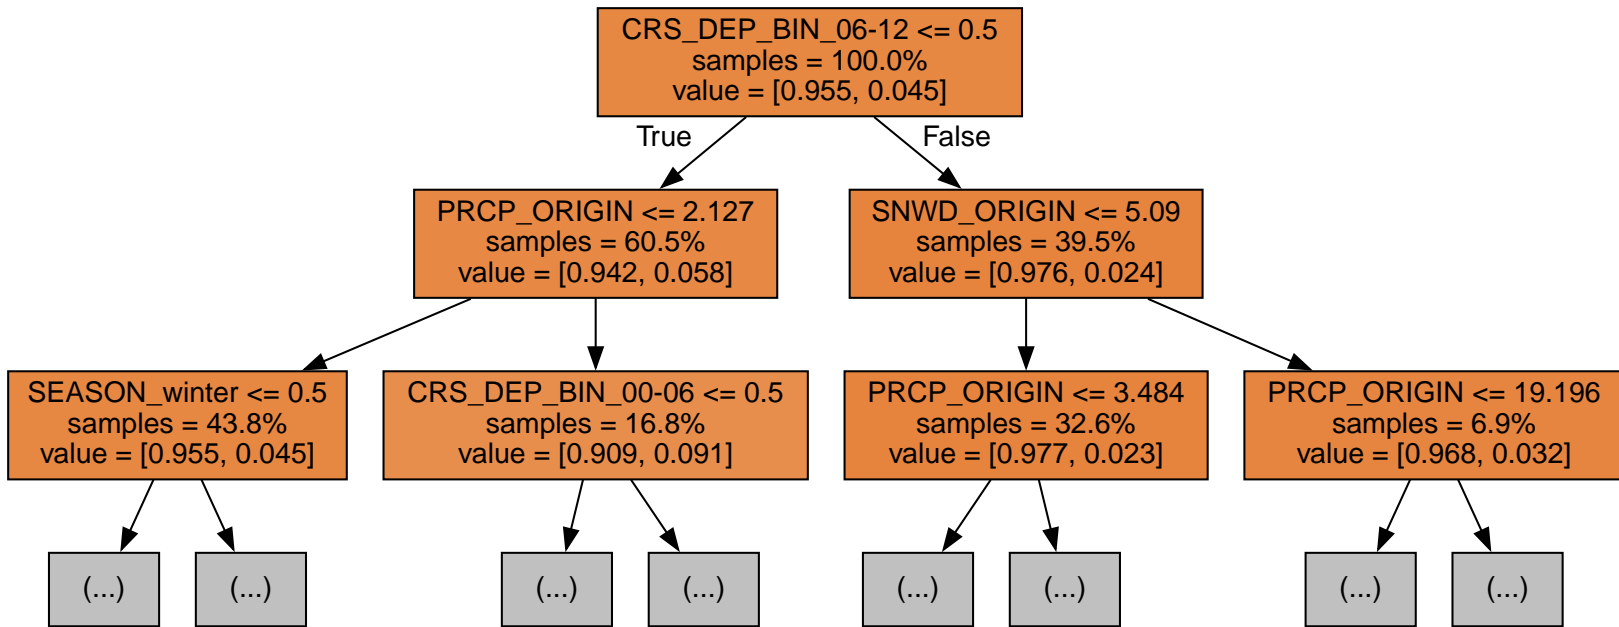 CRS_DEP_BIN_06-12 <= 0.5
samples = 100.0%
value = [0.955, 0.045]
True
False
PRCP_ORIGIN <= 2.127
samples = 60.5%
value = [0.942, 0.058]
SNWD_ORIGIN <= 5.09
samples = 39.5%
value = [0.976, 0.024]
SEASON_winter <= 0.5
samples = 43.8%
value = [0.955, 0.045]
CRS_DEP_BIN_00-06 <= 0.5
samples = 16.8%
value = [0.909, 0.091]
PRCP_ORIGIN <= 3.484
samples = 32.6%
value = [0.977, 0.023]
PRCP_ORIGIN <= 19.196
samples = 6.9%
value = [0.968, 0.032]
(...)
(...)
(...)
(...)
(...)
(...)
(...)
(...)